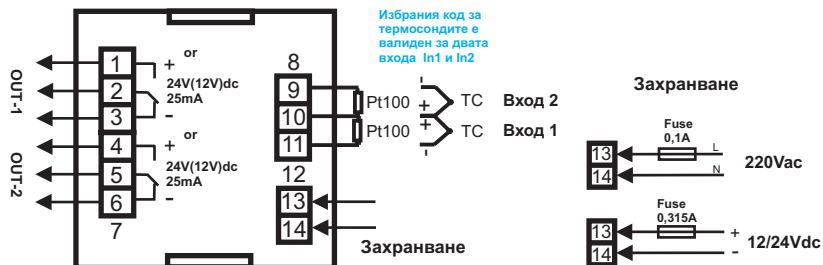 Избрания код за
термосондите е
валиден за двата
входа In1 и In2
OUT-1
OUT-2
1
2
3
4
5
6
7
+ or
24V(12V)dc
25mA
-
+ or
24V(12V)dc
25mA
-
8
9
10
11
12
13
14
Pt100 + - TC Вход 2
Pt100 + - TC Вход 1
Захранване
Захранване
Fuse
0,1A
13 L
14 N
220Vac
Fuse
0,315A
13 +
14 -
12/24Vdc